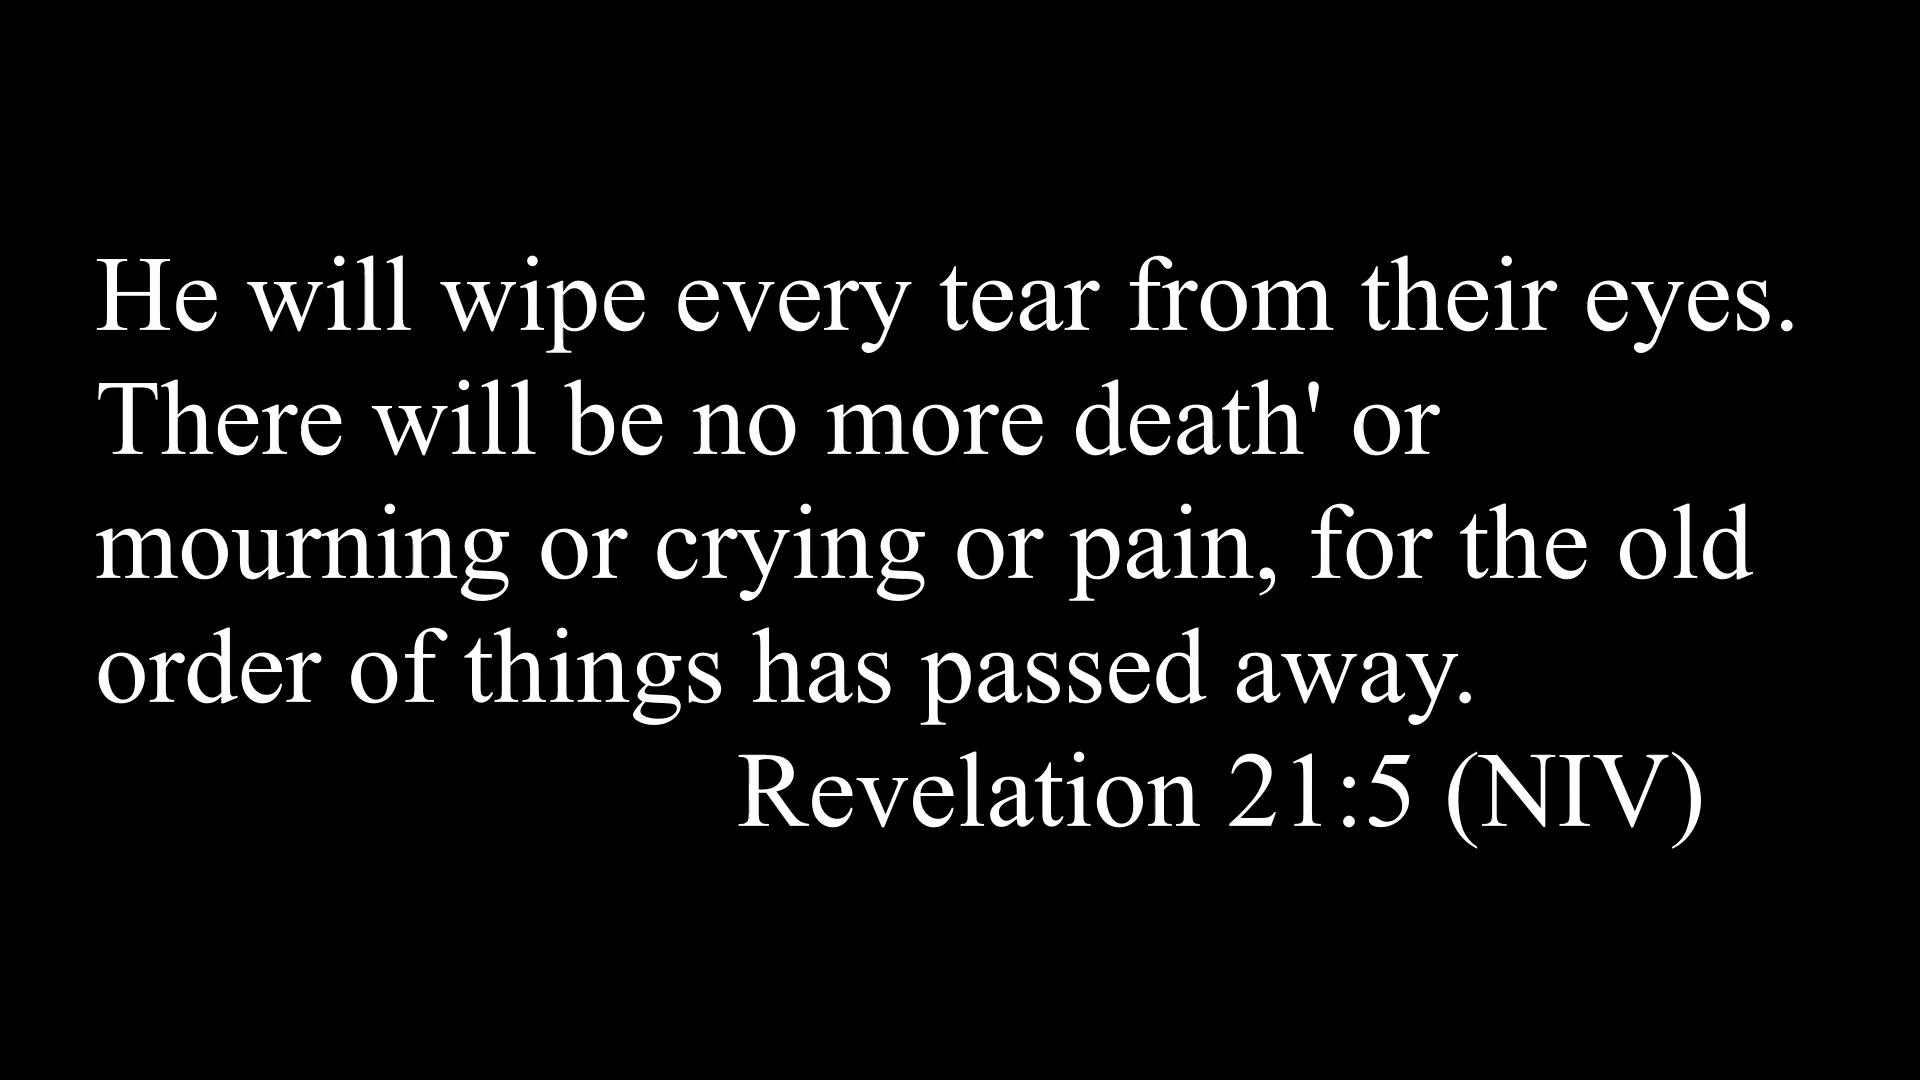 He will wipe every tear from their eyes.
There will be no more death' or
mourning or crying or pain, for the old
order of things has passed away.
Revelation 21:5 (NIV)